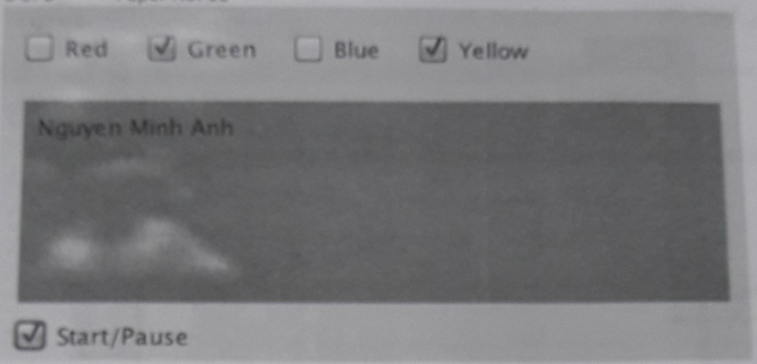 Red Green Blue Yellow
Nguyen Minh Anh
Start/Pause